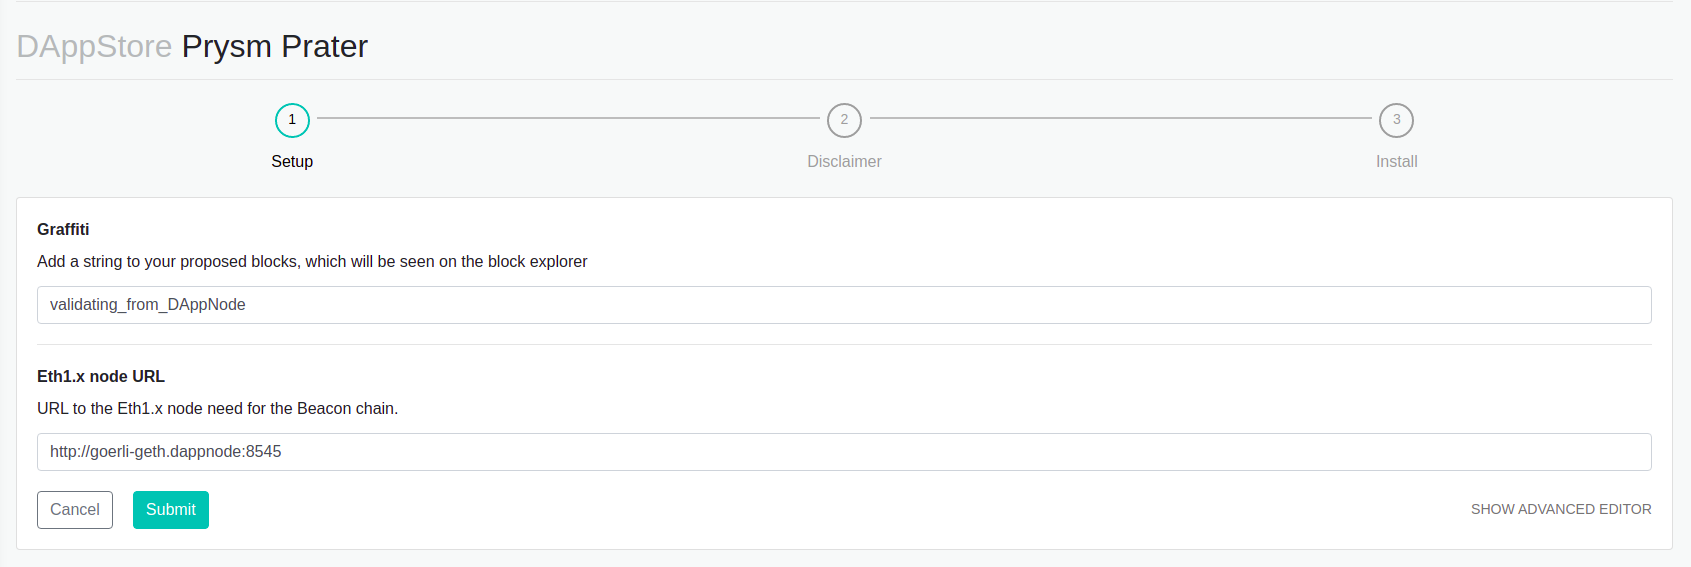 DAppStore Prysm Prater
1 2 3
Setup Disclaimer Install
Graffiti
Add a string to your proposed blocks, which will be seen on the block explorer
validating_from_DAppNode
Eth1.x node URL
URL to the Eth1.x node need for the Beacon chain.
http://goerli-geth.dappnode:8545
Cancel Submit SHOW ADVANCED EDITOR